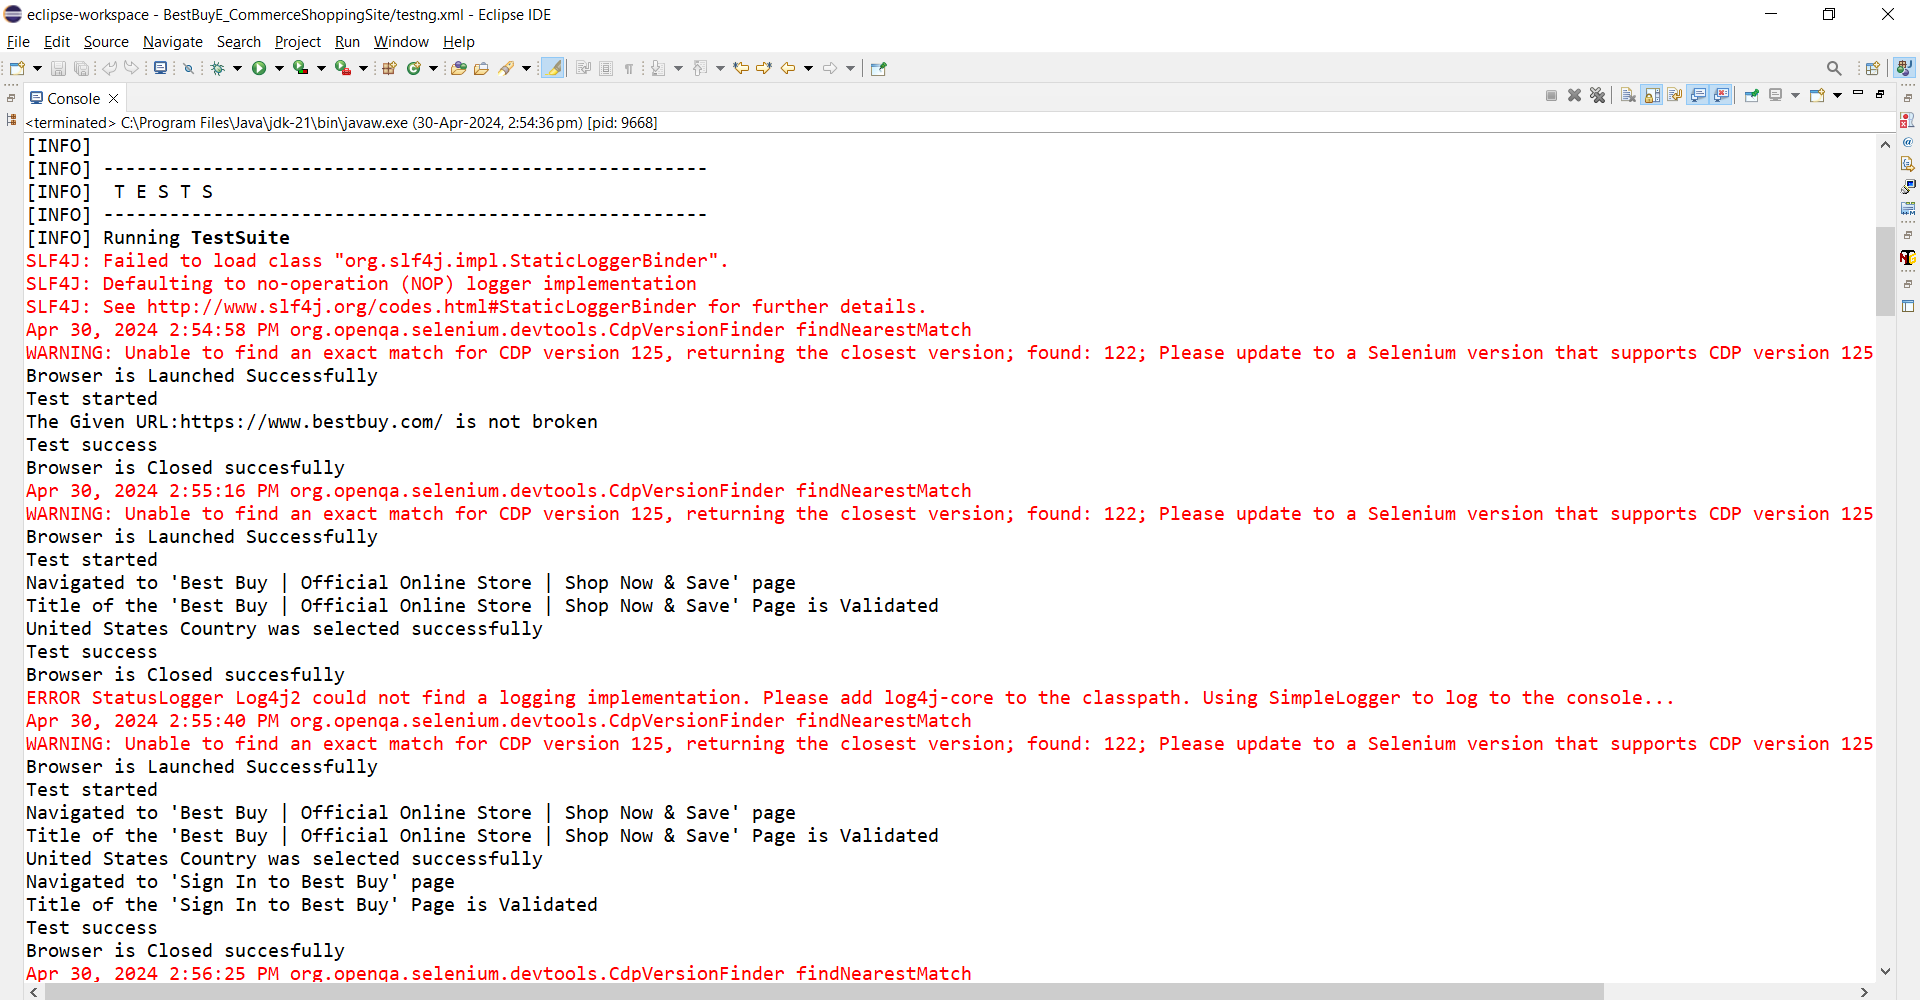 eclipse-workspace - BestBuyE_CommerceShoppingSite/testng.xml - Eclipse IDE
File Edit Source Navigate Search Project Run Window Help
Console
<terminated> C:\Program Files\Java\jdk-21\bin\javaw.exe (30-Apr-2024, 2:54:36 pm) [pid: 9668]
[INFO]
[INFO] -------------------------------------------------------
[INFO]  T E S T S
[INFO] -------------------------------------------------------
[INFO] Running TestSuite
SLF4J: Failed to load class "org.slf4j.impl.StaticLoggerBinder".
SLF4J: Defaulting to no-operation (NOP) logger implementation
SLF4J: See http://www.slf4j.org/codes.html#StaticLoggerBinder for further details.
Apr 30, 2024 2:54:58 PM org.openqa.selenium.devtools.CdpVersionFinder findNearestMatch
WARNING: Unable to find an exact match for CDP version 125, returning the closest version; found: 122; Please update to a Selenium version that supports CDP version 125
Browser is Launched Successfully
Test started
The Given URL:https://www.bestbuy.com/ is not broken
Test success
Browser is Closed succesfully
Apr 30, 2024 2:55:16 PM org.openqa.selenium.devtools.CdpVersionFinder findNearestMatch
WARNING: Unable to find an exact match for CDP version 125, returning the closest version; found: 122; Please update to a Selenium version that supports CDP version 125
Browser is Launched Successfully
Test started
Navigated to 'Best Buy | Official Online Store | Shop Now & Save' page
Title of the 'Best Buy | Official Online Store | Shop Now & Save' Page is Validated
United States Country was selected successfully
Test success
Browser is Closed succesfully
ERROR StatusLogger Log4j2 could not find a logging implementation. Please add log4j-core to the classpath. Using SimpleLogger to log to the console...
Apr 30, 2024 2:55:40 PM org.openqa.selenium.devtools.CdpVersionFinder findNearestMatch
WARNING: Unable to find an exact match for CDP version 125, returning the closest version; found: 122; Please update to a Selenium version that supports CDP version 125
Browser is Launched Successfully
Test started
Navigated to 'Best Buy | Official Online Store | Shop Now & Save' page
Title of the 'Best Buy | Official Online Store | Shop Now & Save' Page is Validated
United States Country was selected successfully
Navigated to 'Sign In to Best Buy' page
Title of the 'Sign In to Best Buy' Page is Validated
Test success
Browser is Closed succesfully
Apr 30, 2024 2:56:25 PM org.openqa.selenium.devtools.CdpVersionFinder findNearestMatch